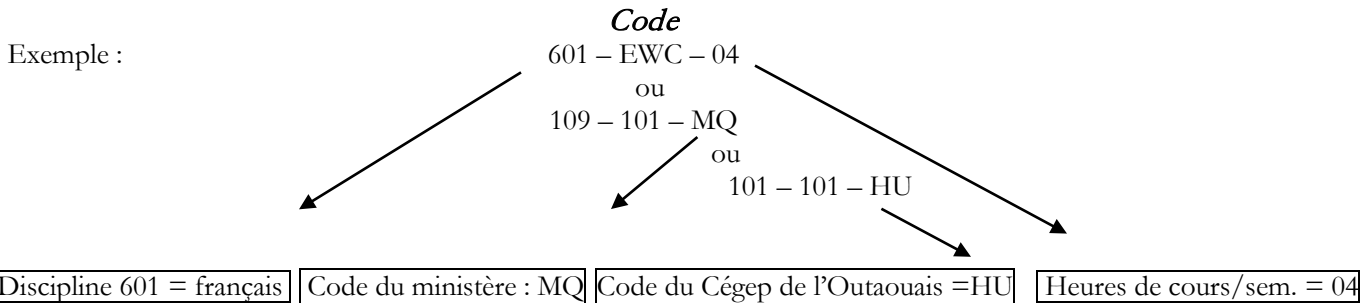 Code
Exemple : 601 – EWC – 04
ou
109 – 101 – MQ
ou
101 – 101 – HU
Discipline 601 = français Code du ministère : MQ Code du Cégep de l'Outaouais =HU Heures de cours/sem. = 04